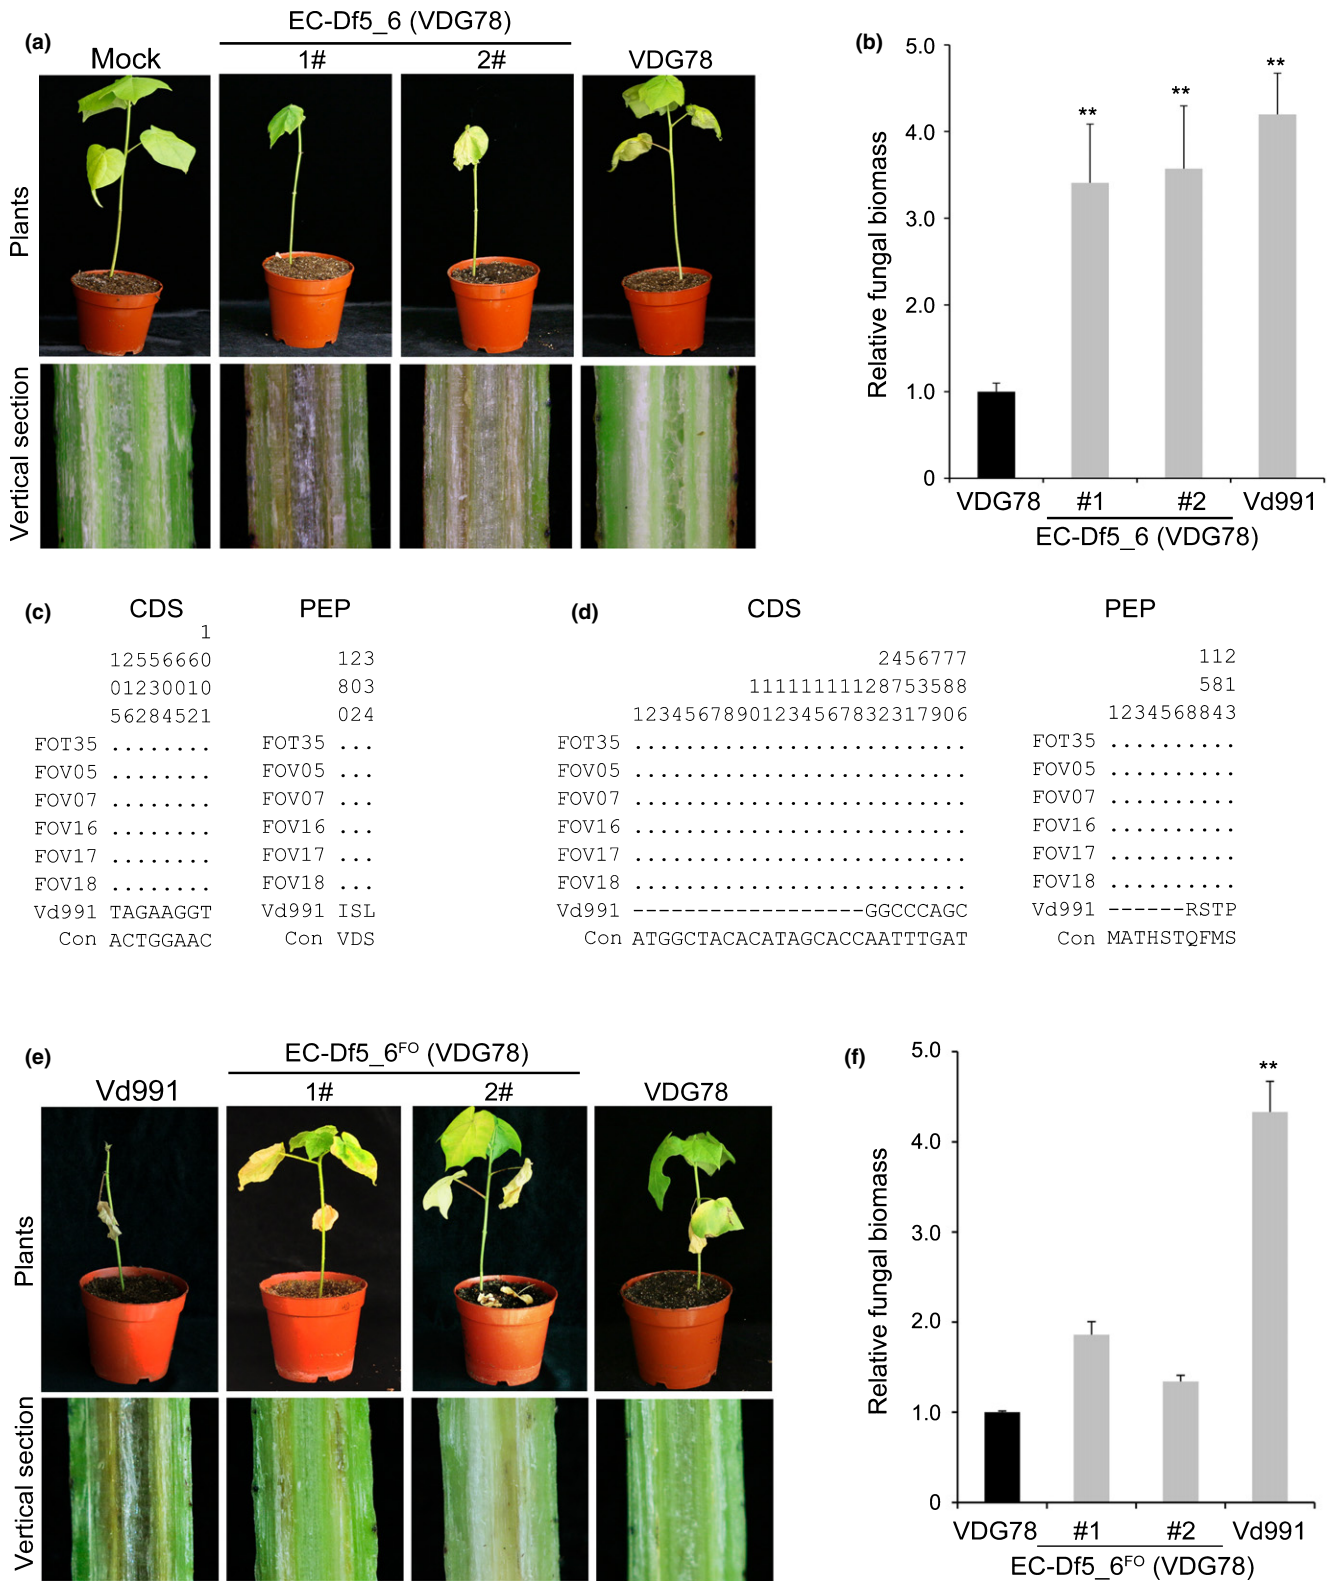 (a)
EC-Df5_6 (VDG78)
Mock 1# 2# VDG78
Plants
Vertical section
(b)
Relative fungal biomass
5.0
4.0
3.0
2.0
1.0
0
** ** **
VDG78 #1 #2 Vd991
EC-Df5_6 (VDG78)
(c)
CDS PEP
1
12556660 123
01230010 803
56284521 024
FOT35 ........ FOT35 ...
FOV05 ........ FOV05 ...
FOV07 ........ FOV07 ...
FOV16 ........ FOV16 ...
FOV17 ........ FOV17 ...
FOV18 ........ FOV18 ...
Vd991 TAGAAGGT Vd991 ISL
Con ACTGGAAC Con VDS
(d)
CDS PEP
2456777 112
11111111128753588 581
12345678901234567832317906 1234568843
FOT35 .......................... FOT35 ..........
FOV05 .......................... FOV05 ..........
FOV07 .......................... FOV07 ..........
FOV16 .......................... FOV16 ..........
FOV17 .......................... FOV17 ..........
FOV18 .......................... FOV18 ..........
Vd991 ------------------GGCCCAGC Vd991 ------RSTP
Con ATGGCTACACATAGCACCAATTTGAT Con MATHSTQFMS
(e)
EC-Df5_6FO (VDG78)
Vd991 1# 2# VDG78
Plants
Vertical section
(f)
Relative fungal biomass
5.0
4.0
3.0
2.0
1.0
0
**
VDG78 #1 #2 Vd991
EC-Df5_6FO (VDG78)